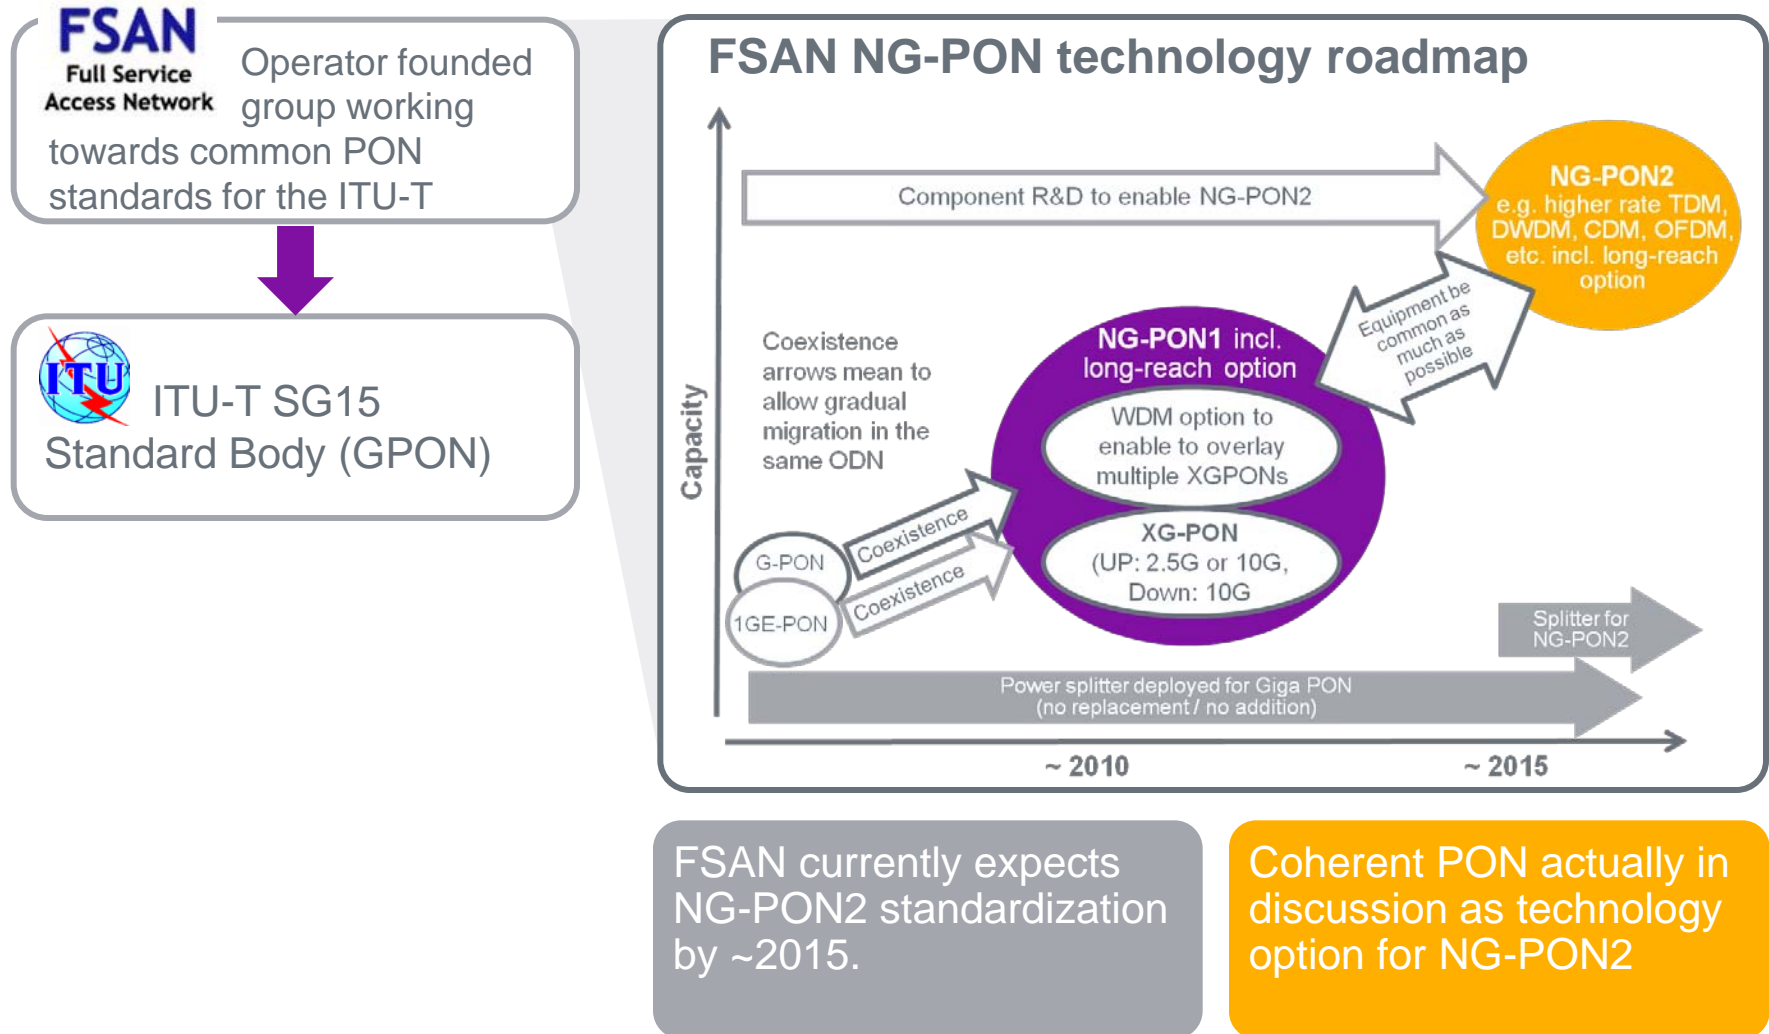 FSAN
Full Service
Access Network
Operator founded
group working
towards common PON
standards for the ITU-T
ITU
ITU-T SG15
Standard Body (GPON)
FSAN NG-PON technology roadmap
Capacity
Component R&D to enable NG-PON2
NG-PON2
e.g. higher rate TDM,
DWDM, CDM, OFDM,
etc. incl. long-reach
option
Equipment be
common as
much as
possible
Coexistence
arrows mean to
allow gradual
migration in the
same ODN
NG-PON1 incl.
long-reach option
WDM option to
enable to overlay
multiple XGPONs
XG-PON
(UP: 2.5G or 10G,
Down: 10G
G-PON
Coexistence
1GE-PON
Coexistence
Splitter for
NG-PON2
Power splitter deployed for Giga PON
(no replacement / no addition)
~ 2010
~ 2015
FSAN currently expects
NG-PON2 standardization
by ~2015.
Coherent PON actually in
discussion as technology
option for NG-PON2